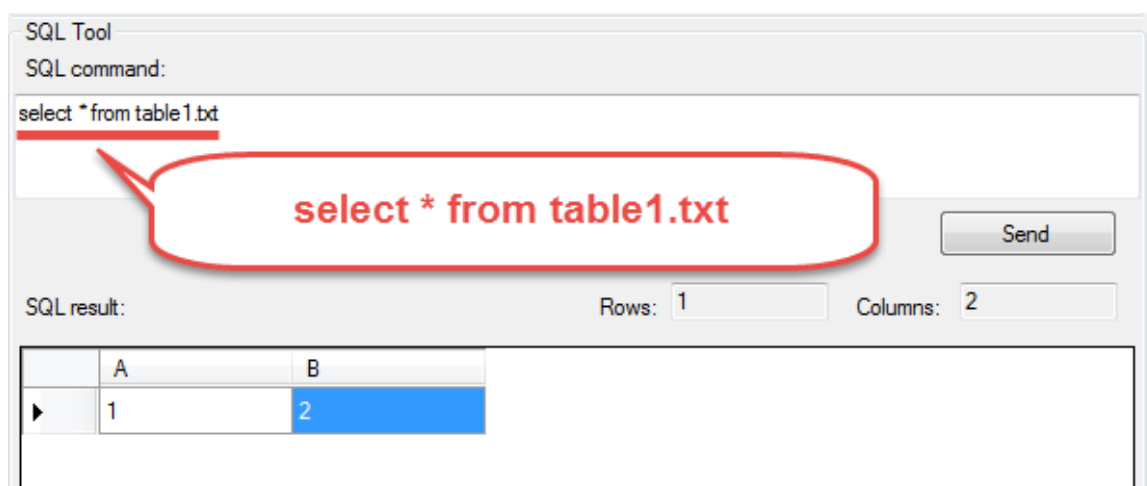 SQL Tool
SQL command:
select * from table1.txt
select * from table1.txt
Send
SQL result:
Rows: 1
Columns: 2
A B
1 2